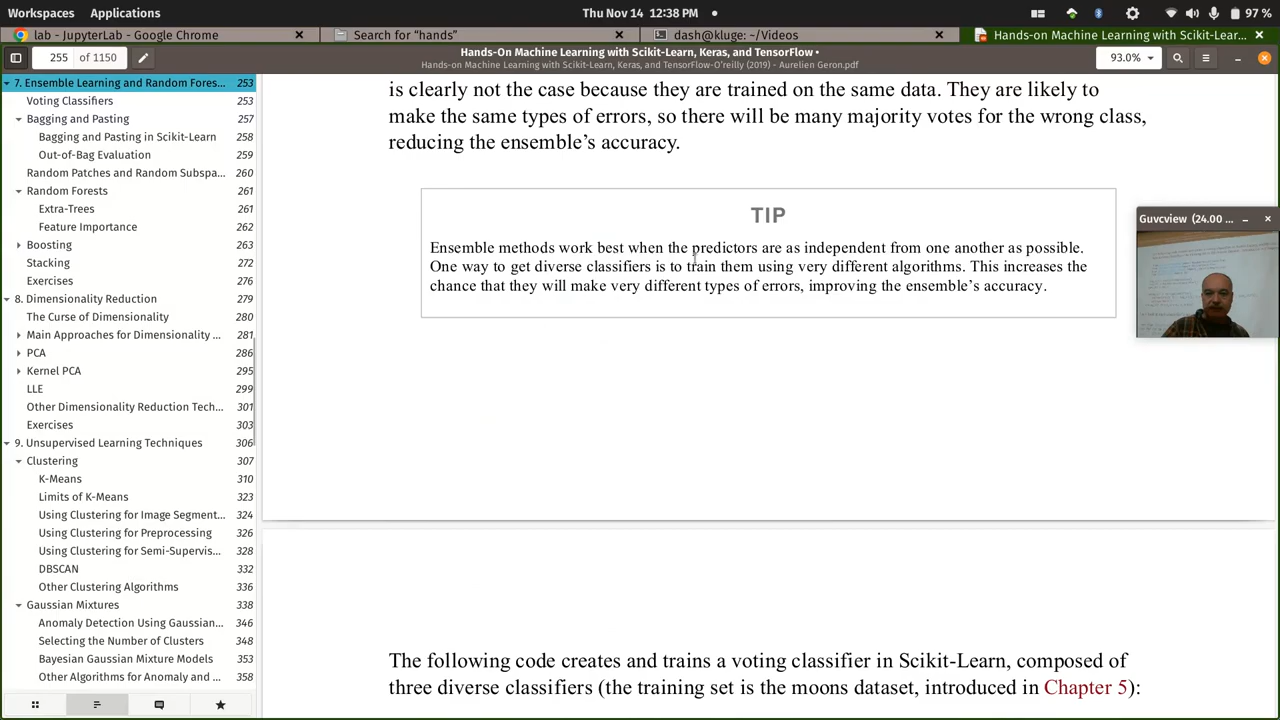 Workspaces Applications Thu Nov 14 12:38 PM 97 %
lab - JupyterLab - Google Chrome × Search for “hands” × dash@kluge: ~/Videos × Hands-On Machine Learning with Scikit-Lear... ×
255 of 1150 Hands-On Machine Learning with Scikit-Learn, Keras, and TensorFlow • 93.0%
Hands-on Machine Learning with Scikit-Learn, Keras, and TensorFlow-O'reilly (2019) - Aurelien Geron.pdf
7. Ensemble Learning and Random Fores... 253
Voting Classifiers 253
Bagging and Pasting 257
Bagging and Pasting in Scikit-Learn 258
Out-of-Bag Evaluation 259
Random Patches and Random Subspa... 260
Random Forests 261
Extra-Trees 261
Feature Importance 262
Boosting 263
Stacking 272
Exercises 276
8. Dimensionality Reduction 279
The Curse of Dimensionality 280
Main Approaches for Dimensionality ... 281
PCA 286
Kernel PCA 295
LLE 299
Other Dimensionality Reduction Tech... 301
Exercises 303
9. Unsupervised Learning Techniques 306
Clustering 307
K-Means 310
Limits of K-Means 323
Using Clustering for Image Segment... 324
Using Clustering for Preprocessing 326
Using Clustering for Semi-Supervis... 328
DBSCAN 332
Other Clustering Algorithms 336
Gaussian Mixtures 338
Anomaly Detection Using Gaussian... 346
Selecting the Number of Clusters 348
Bayesian Gaussian Mixture Models 353
Other Algorithms for Anomaly and ... 358
is clearly not the case because they are trained on the same data. They are likely to
make the same types of errors, so there will be many majority votes for the wrong class,
reducing the ensemble’s accuracy.
TIP
Ensemble methods work best when the predictors are as independent from one another as possible.
One way to get diverse classifiers is to train them using very different algorithms. This increases the
chance that they will make very different types of errors, improving the ensemble’s accuracy.
Guvcview (24.00 ...
The following code creates and trains a voting classifier in Scikit-Learn, composed of
three diverse classifiers (the training set is the moons dataset, introduced in Chapter 5):